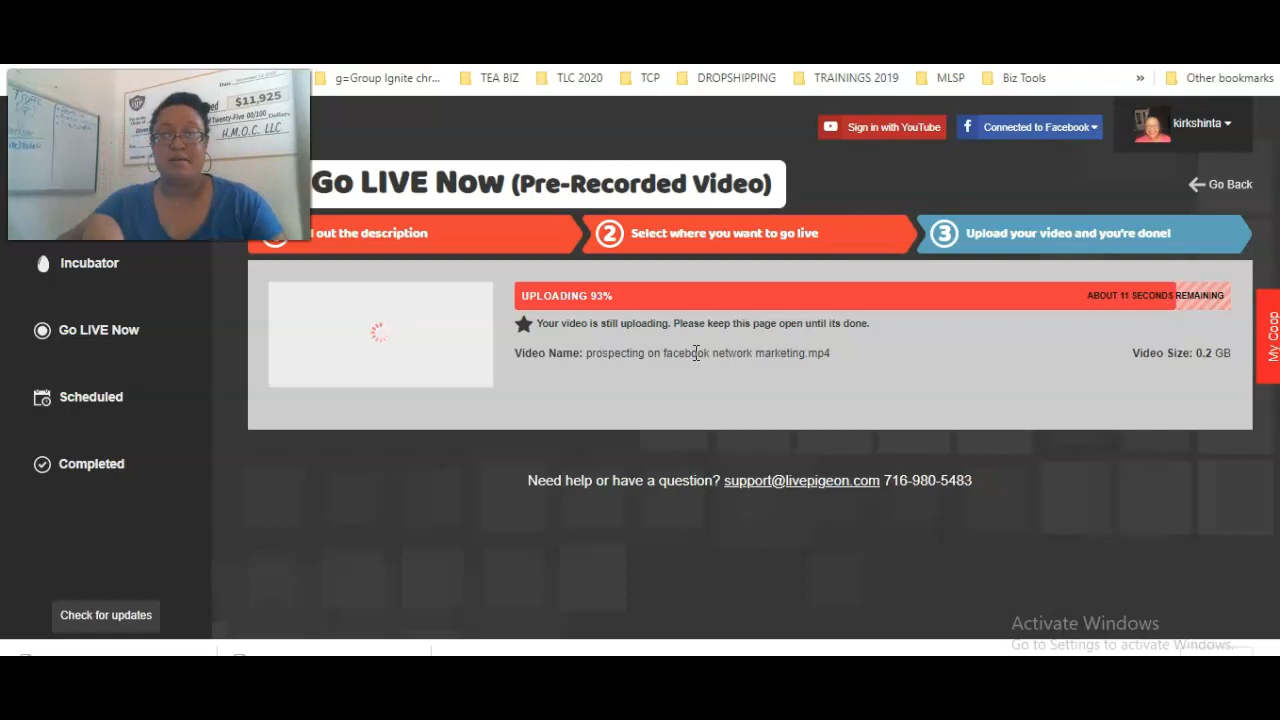 g=Group Ignite chr...
TEA BIZ
TLC 2020
TCP
DROPSHIPPING
TRAININGS 2019
MLSP
Biz Tools
»
Other bookmarks
$11,925
Twenty-Five 00/100 Dollars
H.M.O.C. LLC
Sign in with YouTube
Connected to Facebook
kirkshinta
Go LIVE Now (Pre-Recorded Video)
Go Back
out the description
2 Select where you want to go live
3 Upload your video and you're done!
Incubator
Go LIVE Now
Scheduled
Completed
UPLOADING 93%
ABOUT 11 SECONDS REMAINING
Your video is still uploading. Please keep this page open until its done.
Video Name: prospecting on facebook network marketing.mp4
Video Size: 0.2 GB
My Coop
Need help or have a question? support@livepigeon.com 716-980-5483
Check for updates
Activate Windows
Go to Settings to activate Windows.